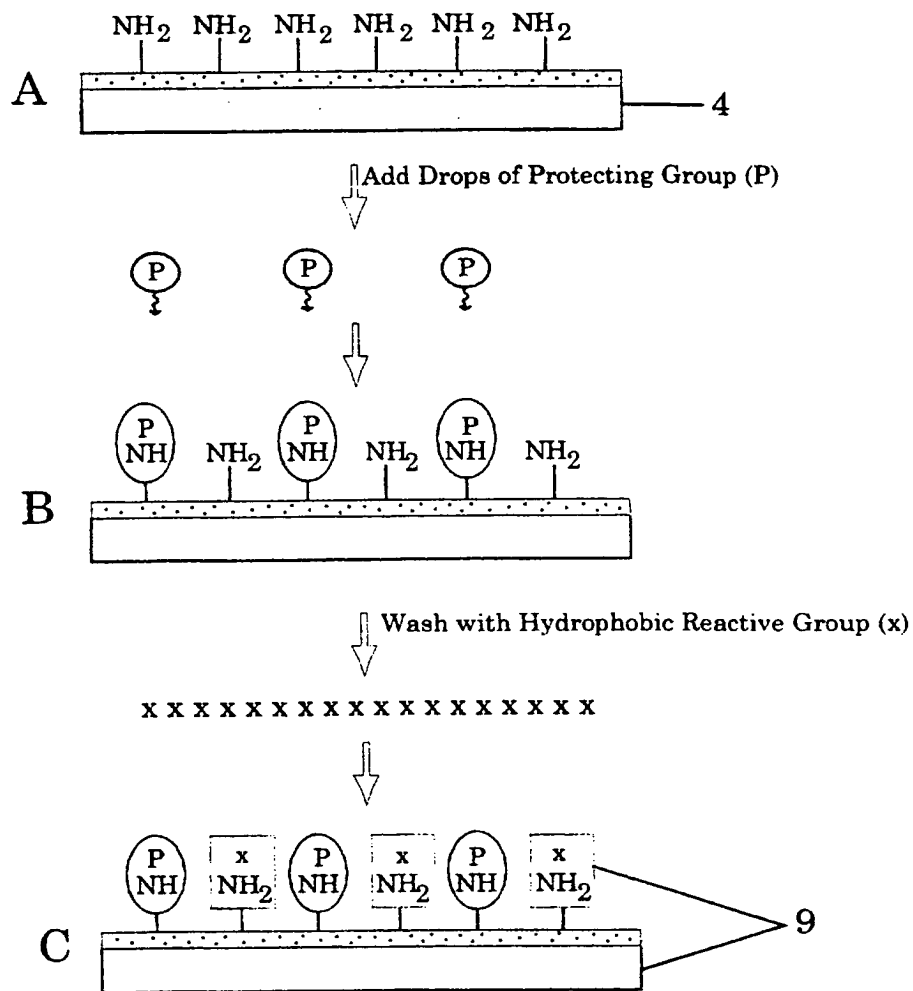 NH2 NH2 NH2 NH2 NH2 NH2
A
4
Add Drops of Protecting Group (P)
P P P
P P P
NH NH2 NH NH2 NH NH2
B
Wash with Hydrophobic Reactive Group (x)
x x x x x x x x x x x x x x x x x x
P x P x P x
NH NH2 NH NH2 NH NH2
9
C